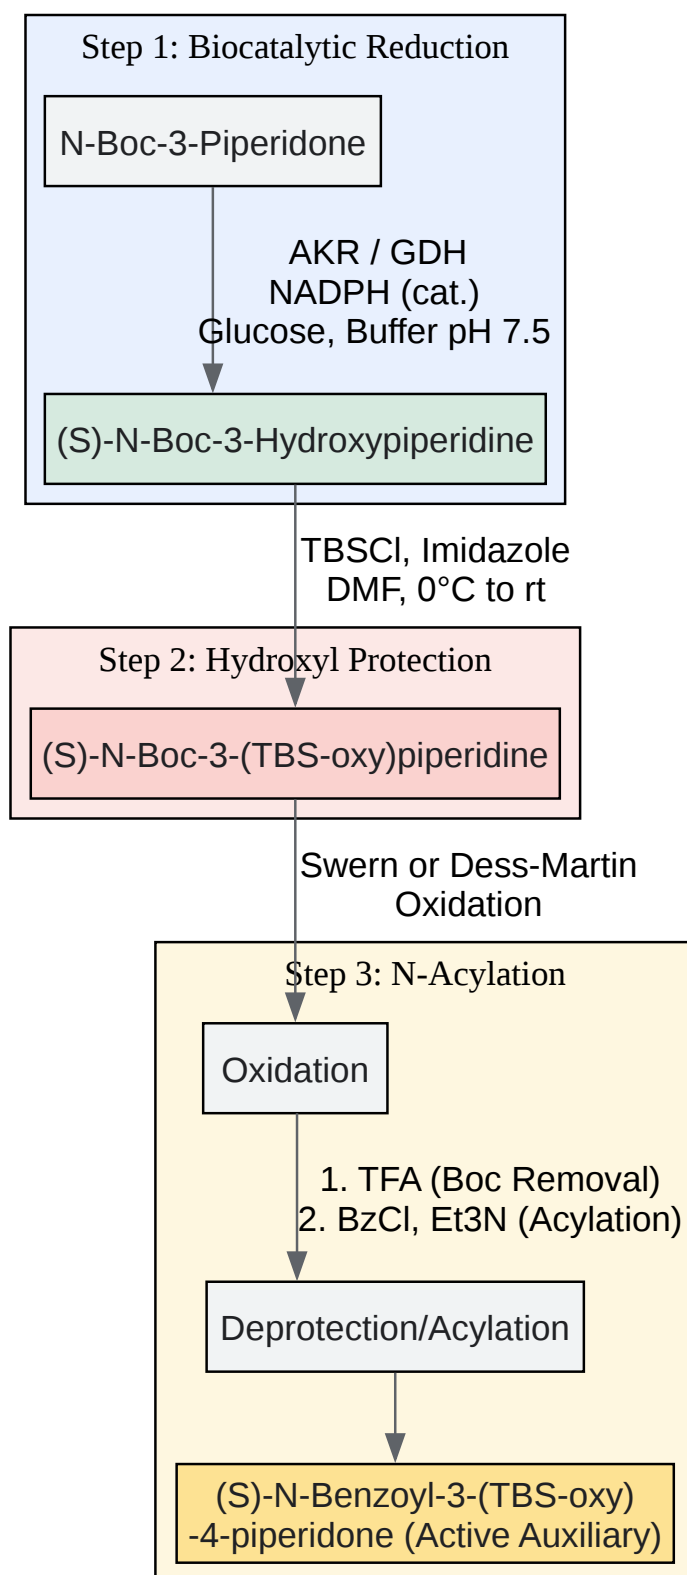 Step 1: Biocatalytic Reduction
N-Boc-3-Piperidone
AKR / GDH
NADPH (cat.)
Glucose, Buffer pH 7.5
(S)-N-Boc-3-Hydroxypiperidine
TBSCl, Imidazole
DMF, 0°C to rt
Step 2: Hydroxyl Protection
(S)-N-Boc-3-(TBS-oxy)piperidine
Swern or Dess-Martin
Oxidation
Step 3: N-Acylation
Oxidation
1. TFA (Boc Removal)
2. BzCl, Et3N (Acylation)
Deprotection/Acylation
(S)-N-Benzoyl-3-(TBS-oxy)
-4-piperidone (Active Auxiliary)